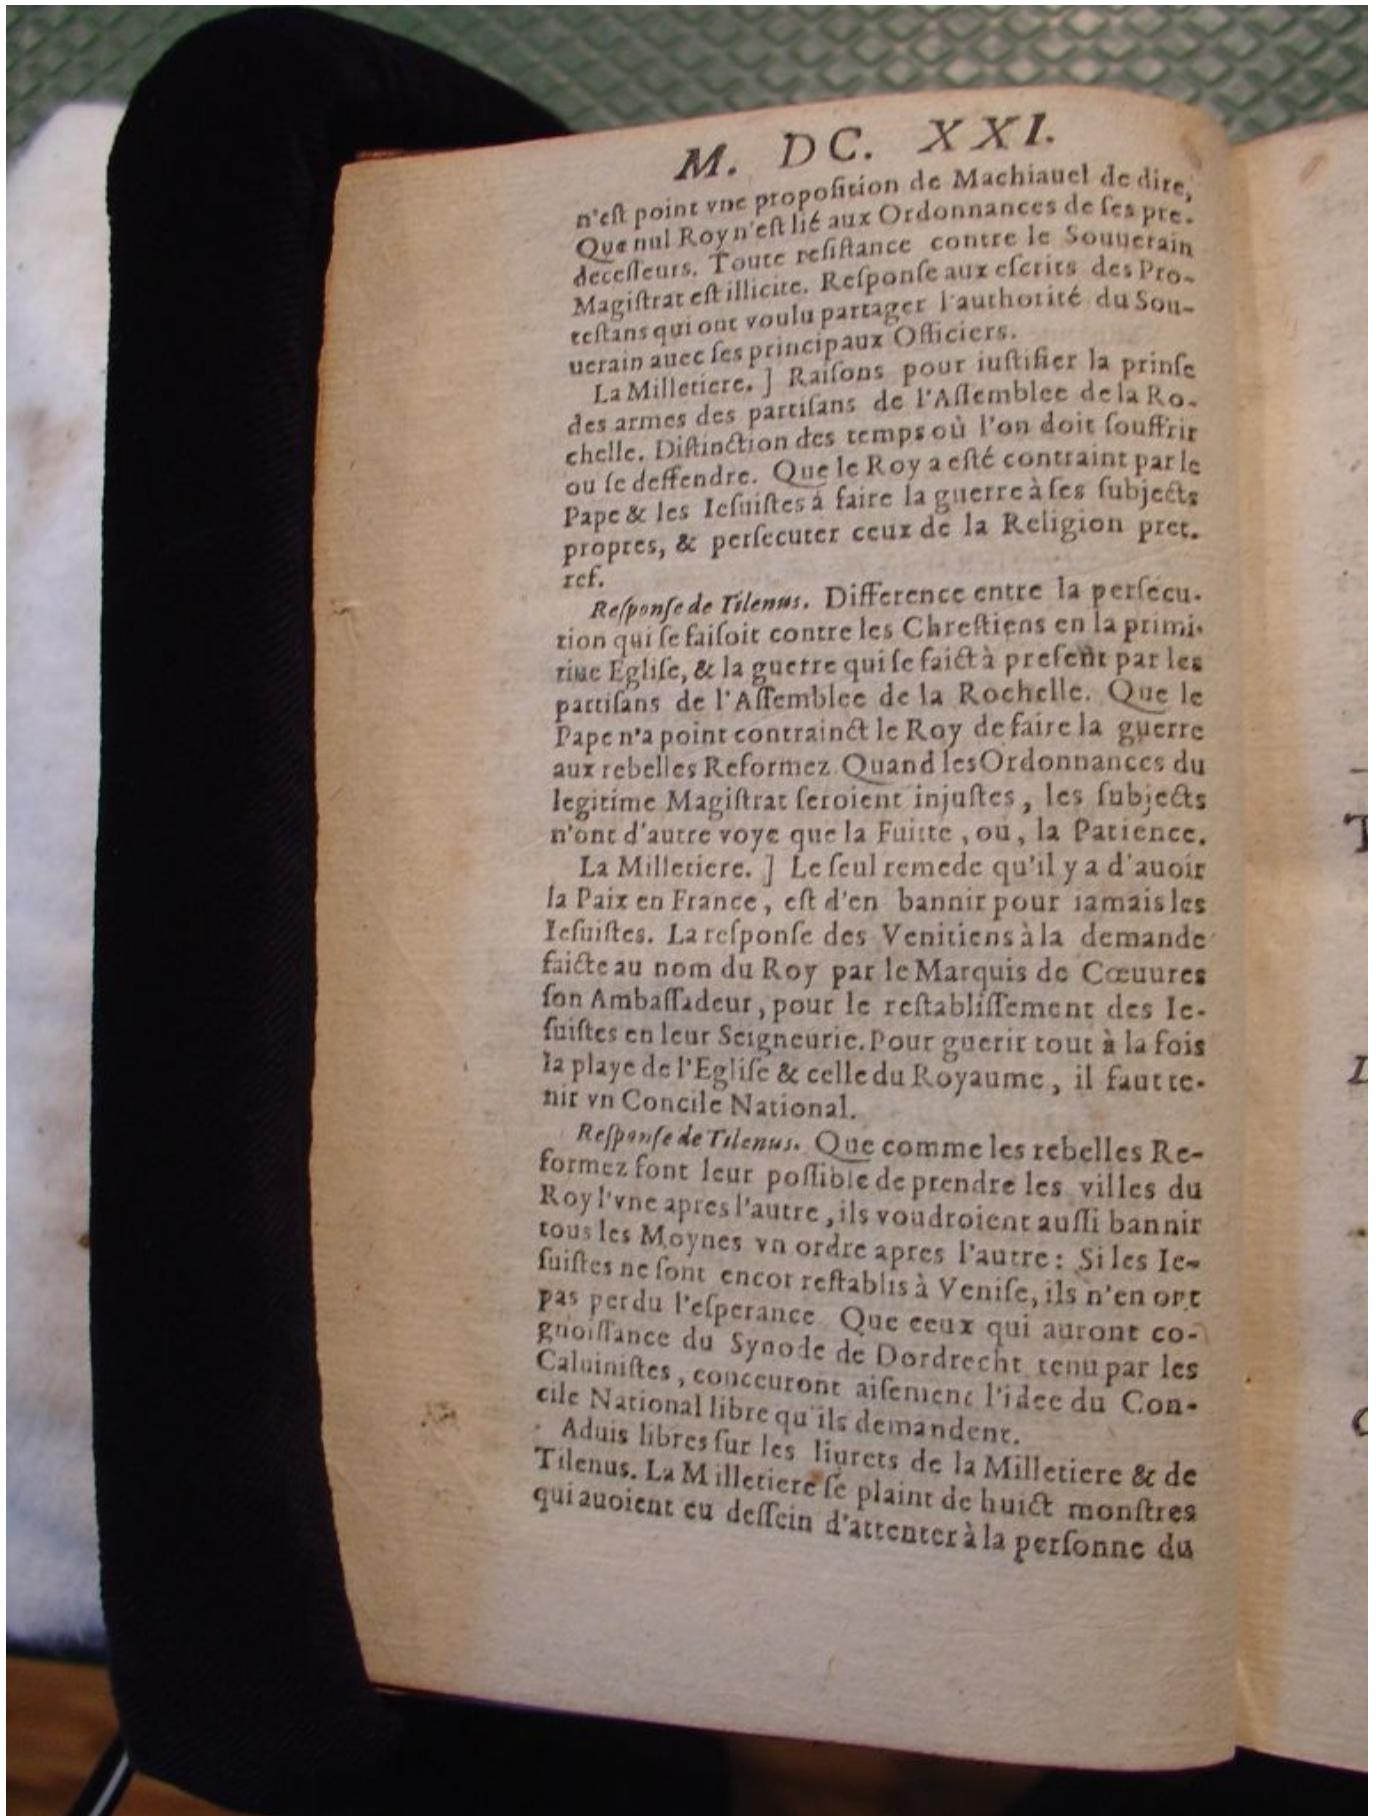 M. DC. XXI.
n'eſt point vne propoſition de Machiauel de dire,
Que nul Roy n'eſt lié aux Ordonnances de ſes pre-
deceſſeurs. Toute reſiſtance contre le Souuerain
Magiſtrat eſt illicite. Reſponſe aux eſcrits des Pro-
teſtans qui ont voulu partager l'authorité du Sou-
uerain auec ſes principaux Officiers.
La Milletiere. ] Raiſons pour iuſtifier la prinſe
des armes des partiſans de l'Aſſemblee de la Ro-
chelle. Diſtinction des temps où l'on doit ſouffrir
ou ſe deffendre. Que le Roy a eſté contraint par le
Pape & les Ieſuiſtes à faire la guerre à ſes ſubjects
propres, & perſecuter ceux de la Religion pret.
ref.
Reſponſe de Tilenus. Difference entre la perſecu-
tion qui ſe faiſoit contre les Chreſtiens en la primi-
tiue Egliſe, & la guerre qui ſe faict à preſent par les
partiſans de l'Aſſemblee de la Rochelle. Que le
Pape n'a point contrainct le Roy de faire la guerre
aux rebelles Reformez Quand les Ordonnances du
legitime Magiſtrat ſeroient injuſtes, les ſubjects
n'ont d'autre voye que la Fuitte, ou, la Patience.
La Milletiere. ] Le ſeul remede qu'il y a d'auoir
la Paix en France, eſt d'en bannir pour iamais les
Ieſuiſtes. La reſponſe des Venitiens à la demande
faicte au nom du Roy par le Marquis de Cœuures
ſon Ambaſſadeur, pour le reſtabliſſement des Ie-
ſuiſtes en leur Seigneurie. Pour guerir tout à la fois
la playe de l'Egliſe & celle du Royaume, il faut te-
nir vn Concile National.
Reſponſe de Tilenus. Que comme les rebelles Re-
formez font leur poſſible de prendre les villes du
Roy l'vne apres l'autre, ils voudroient auſſi bannir
tous les Moynes vn ordre apres l'autre: Si les Ie-
ſuiſtes ne ſont encor reſtablis à Veniſe, ils n'en ont
pas perdu l'eſperance Que ceux qui auront co-
gnoiſſance du Synode de Dordrecht tenu par les
Caluiniſtes, conceuront aiſement l'idee du Con-
cile National libre qu'ils demandent.
Aduis libres ſur les liurets de la Milletiere & de
Tilenus. La Milletiere ſe plaint de huict monſtres
qui auoient eu deſſein d'attenter à la perſonne du